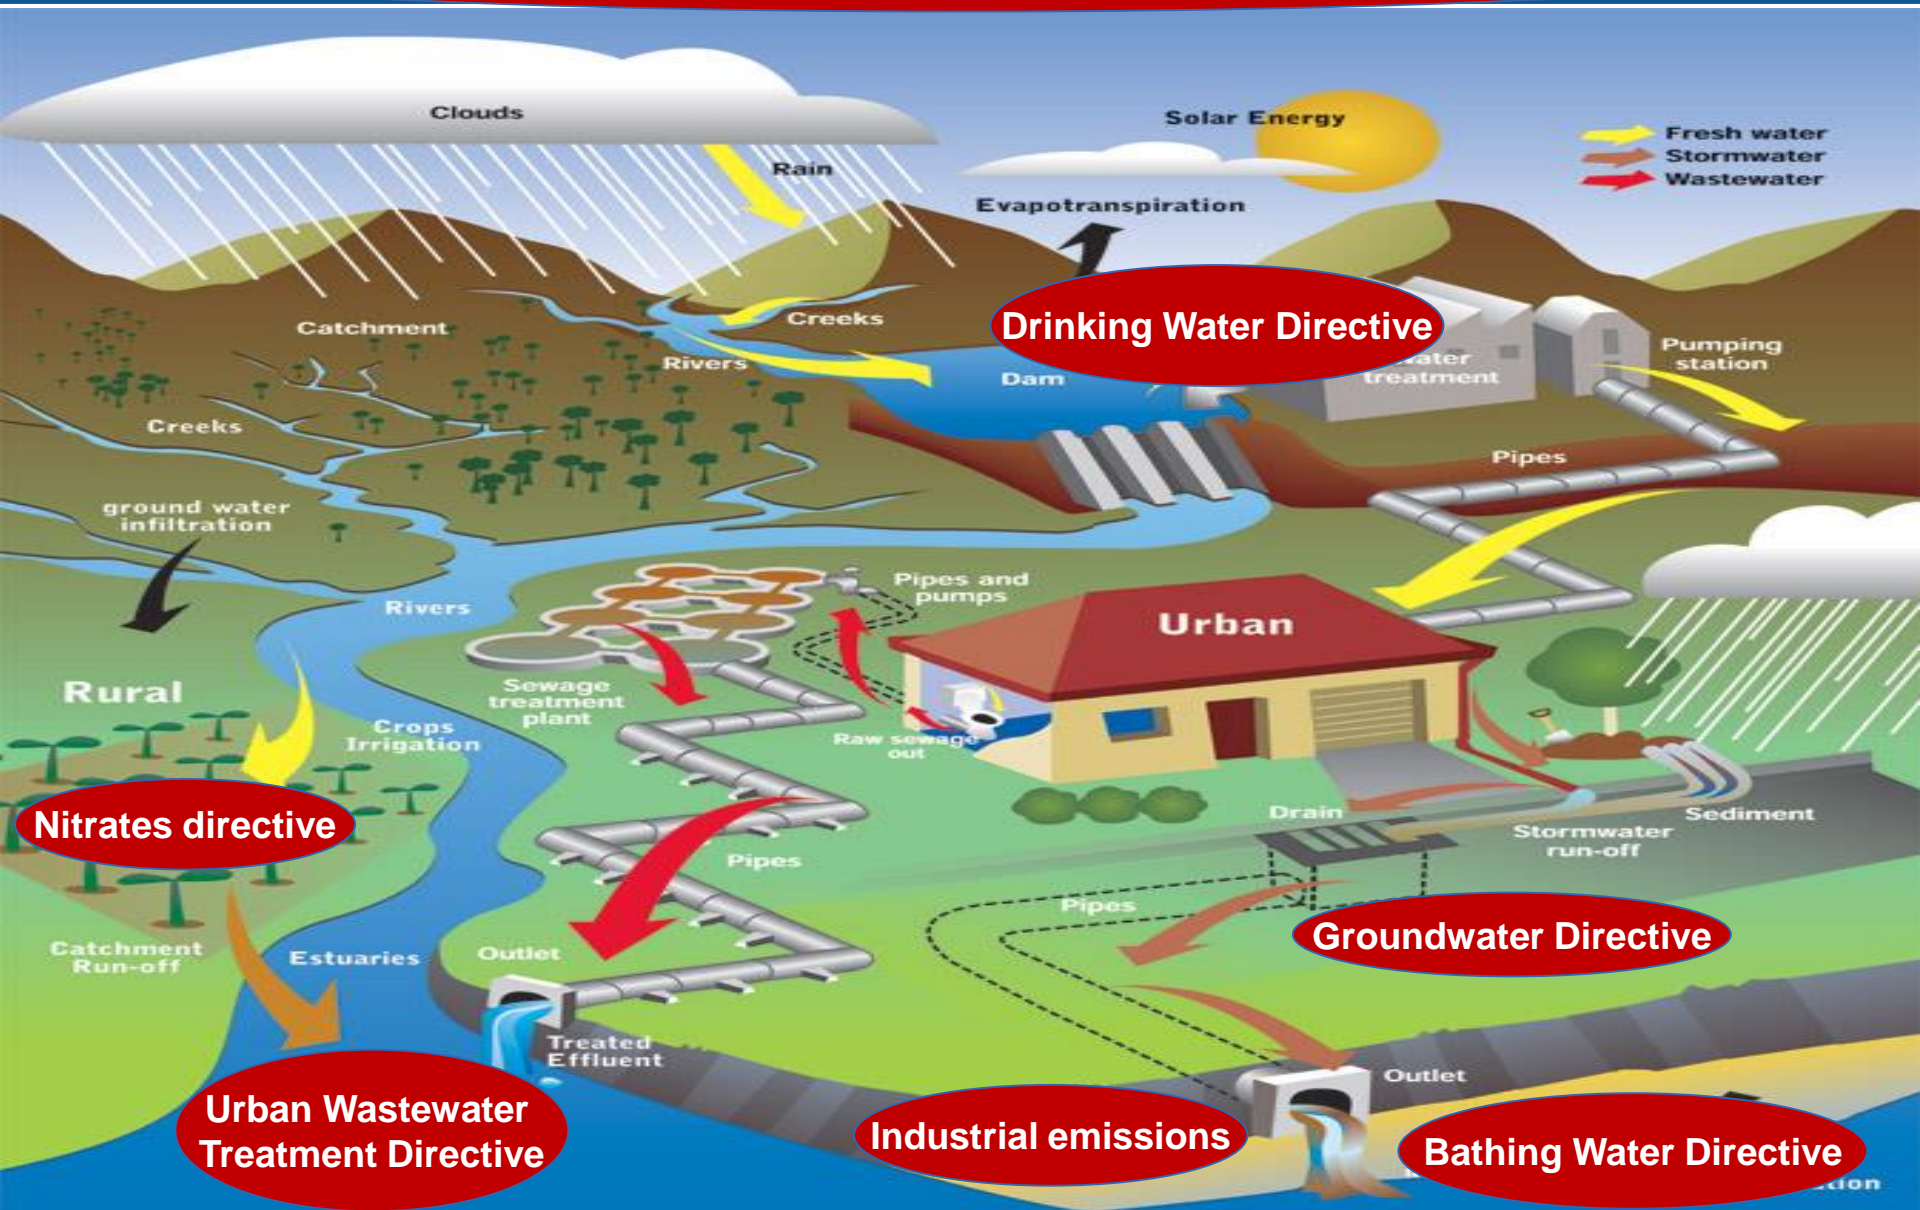 Clouds
Solar Energy
Fresh water
Stormwater
Wastewater
Rain
Evapotranspiration
Creeks
Catchment
Rivers
Drinking Water Directive
Dam
treatment
Pumping
station
Creeks
Pipes
ground water
infiltration
Rivers
Pipes and
pumps
Urban
Rural
Sewage
treatment
plant
Crops
Irrigation
Raw sewage
out
Nitrates directive
Drain
Sediment
Stormwater
run-off
Pipes
Pipes
Groundwater Directive
Catchment
Run-off
Estuaries
Outlet
Treated
Effluent
Outlet
Urban Wastewater
Treatment Directive
Industrial emissions
Bathing Water Directive